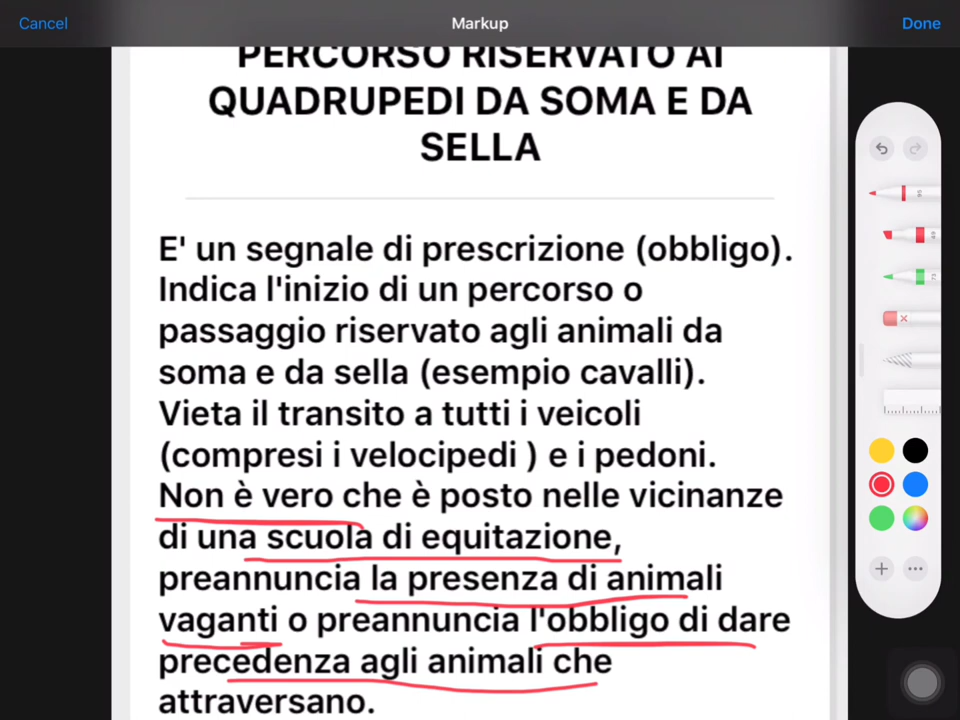 Cancel
Markup
Done
PERCORSO RISERVATO AI
QUADRUPEDI DA SOMA E DA
SELLA
E' un segnale di prescrizione (obbligo).
Indica l'inizio di un percorso o
passaggio riservato agli animali da
soma e da sella (esempio cavalli).
Vieta il transito a tutti i veicoli
(compresi i velocipedi ) e i pedoni.
Non è vero che è posto nelle vicinanze
di una scuola di equitazione,
preannuncia la presenza di animali
vaganti o preannuncia l'obbligo di dare
precedenza agli animali che
attraversano.